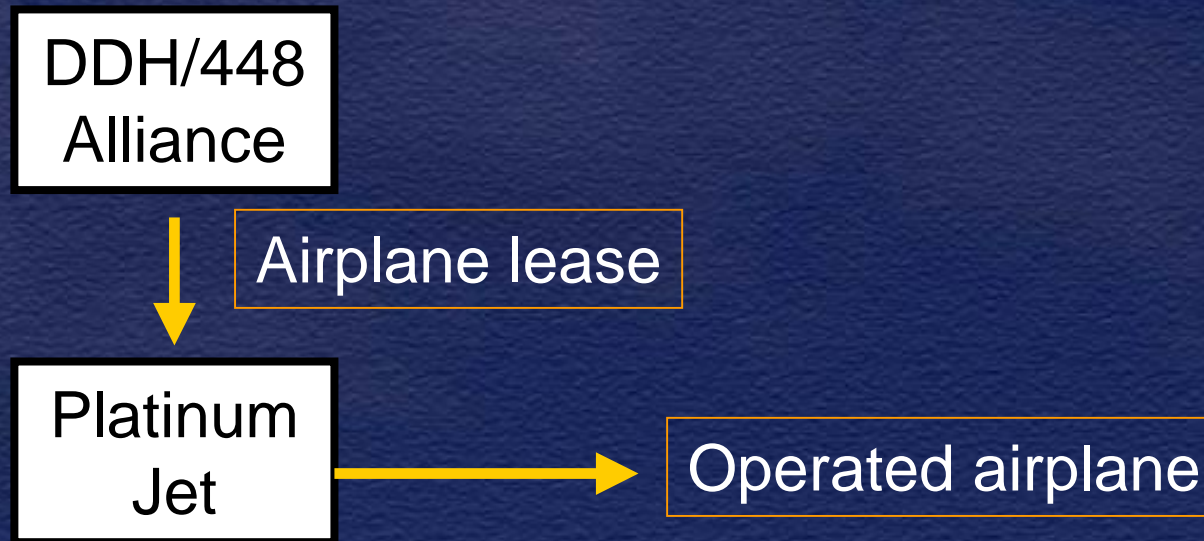 DDH/448
Alliance
Airplane lease
Platinum
Jet
Operated airplane